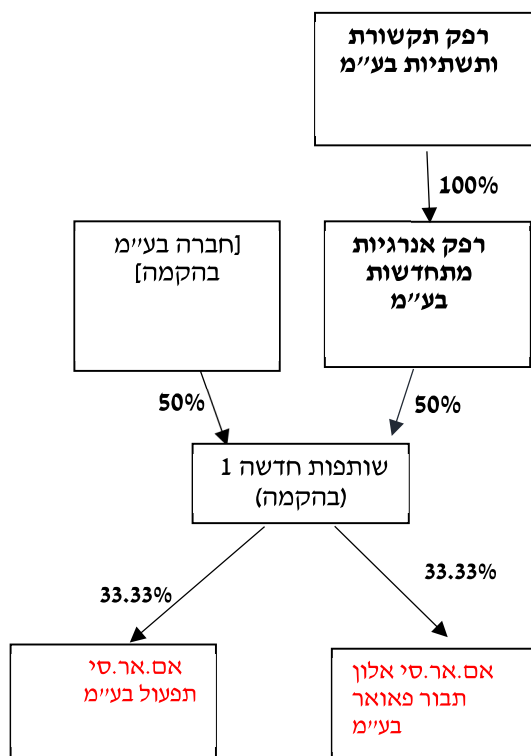 רפק תקשורת
ותשתיות בע"מ
100%
רפק אנרגיות
מתחדשות
בע"מ
[חברה בע"מ
בהקמה]
50%
50%
שותפות חדשה 1
(בהקמה)
33.33%
33.33%
אם.אר.סי אלון
תבור פאואר
בע"מ
אם.אר.סי
תפעול בע"מ